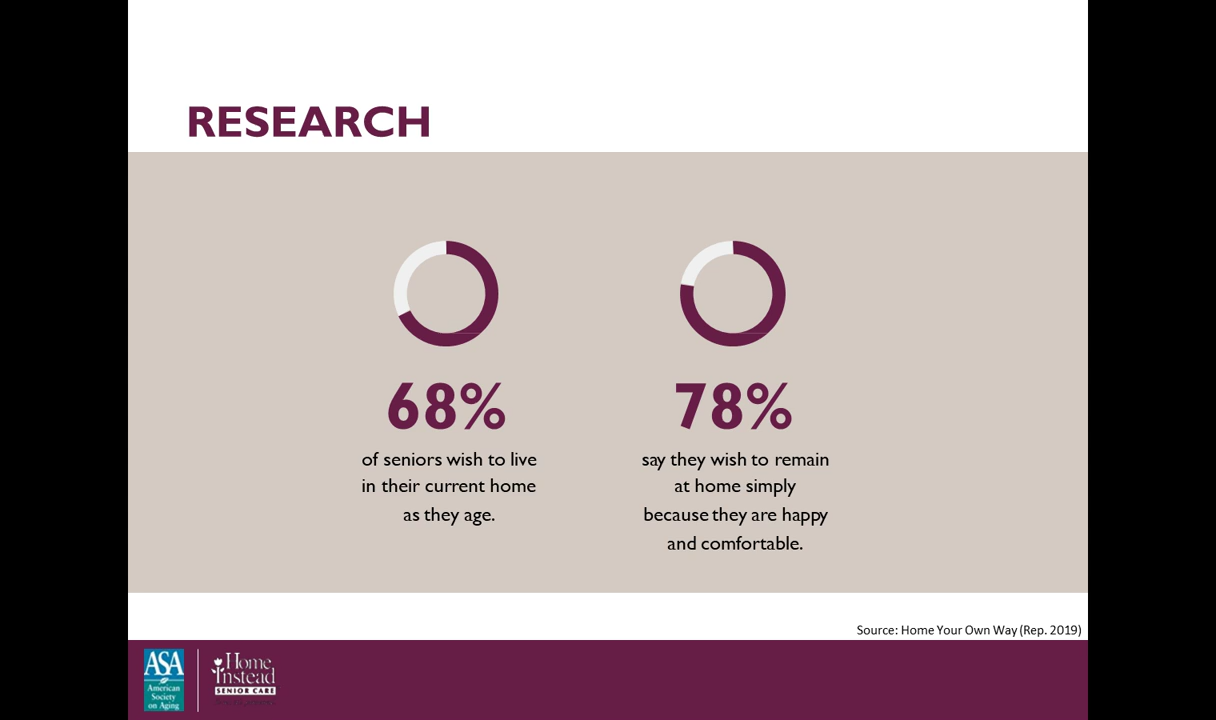 RESEARCH
68%
of seniors wish to live
in their current home
as they age.
78%
say they wish to remain
at home simply
because they are happy
and comfortable.
Source: Home Your Own Way (Rep. 2019)
ASA
American
Society
on Aging
Home
Instead
SENIOR CARE